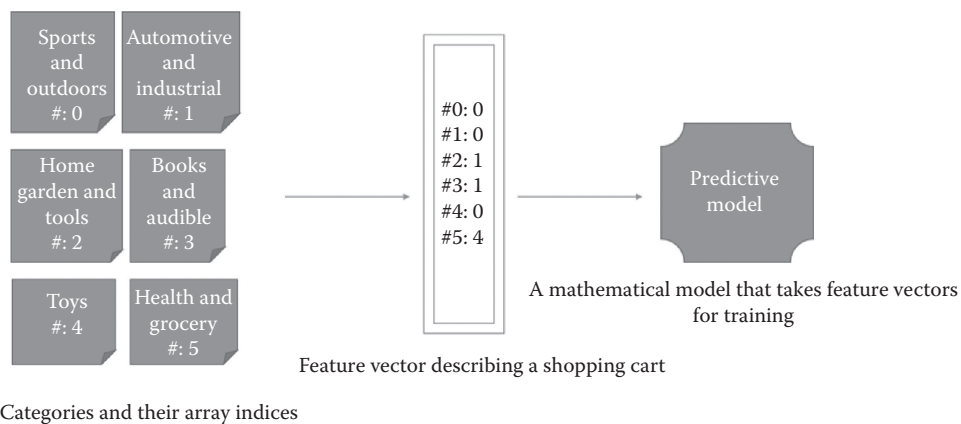 Sports
and
outdoors
#: 0
Automotive
and
industrial
#: 1
Home
garden and
tools
#: 2
Books
and
audible
#: 3
Toys
#: 4
Health and
grocery
#: 5
Categories and their array indices
#0: 0
#1: 0
#2: 1
#3: 1
#4: 0
#5: 4
Feature vector describing a shopping cart
Predictive
model
A mathematical model that takes feature vectors
for training